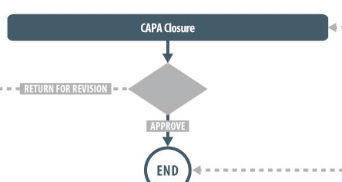 CAPA Closure
RETURN FOR REVISION
APPROVE
END